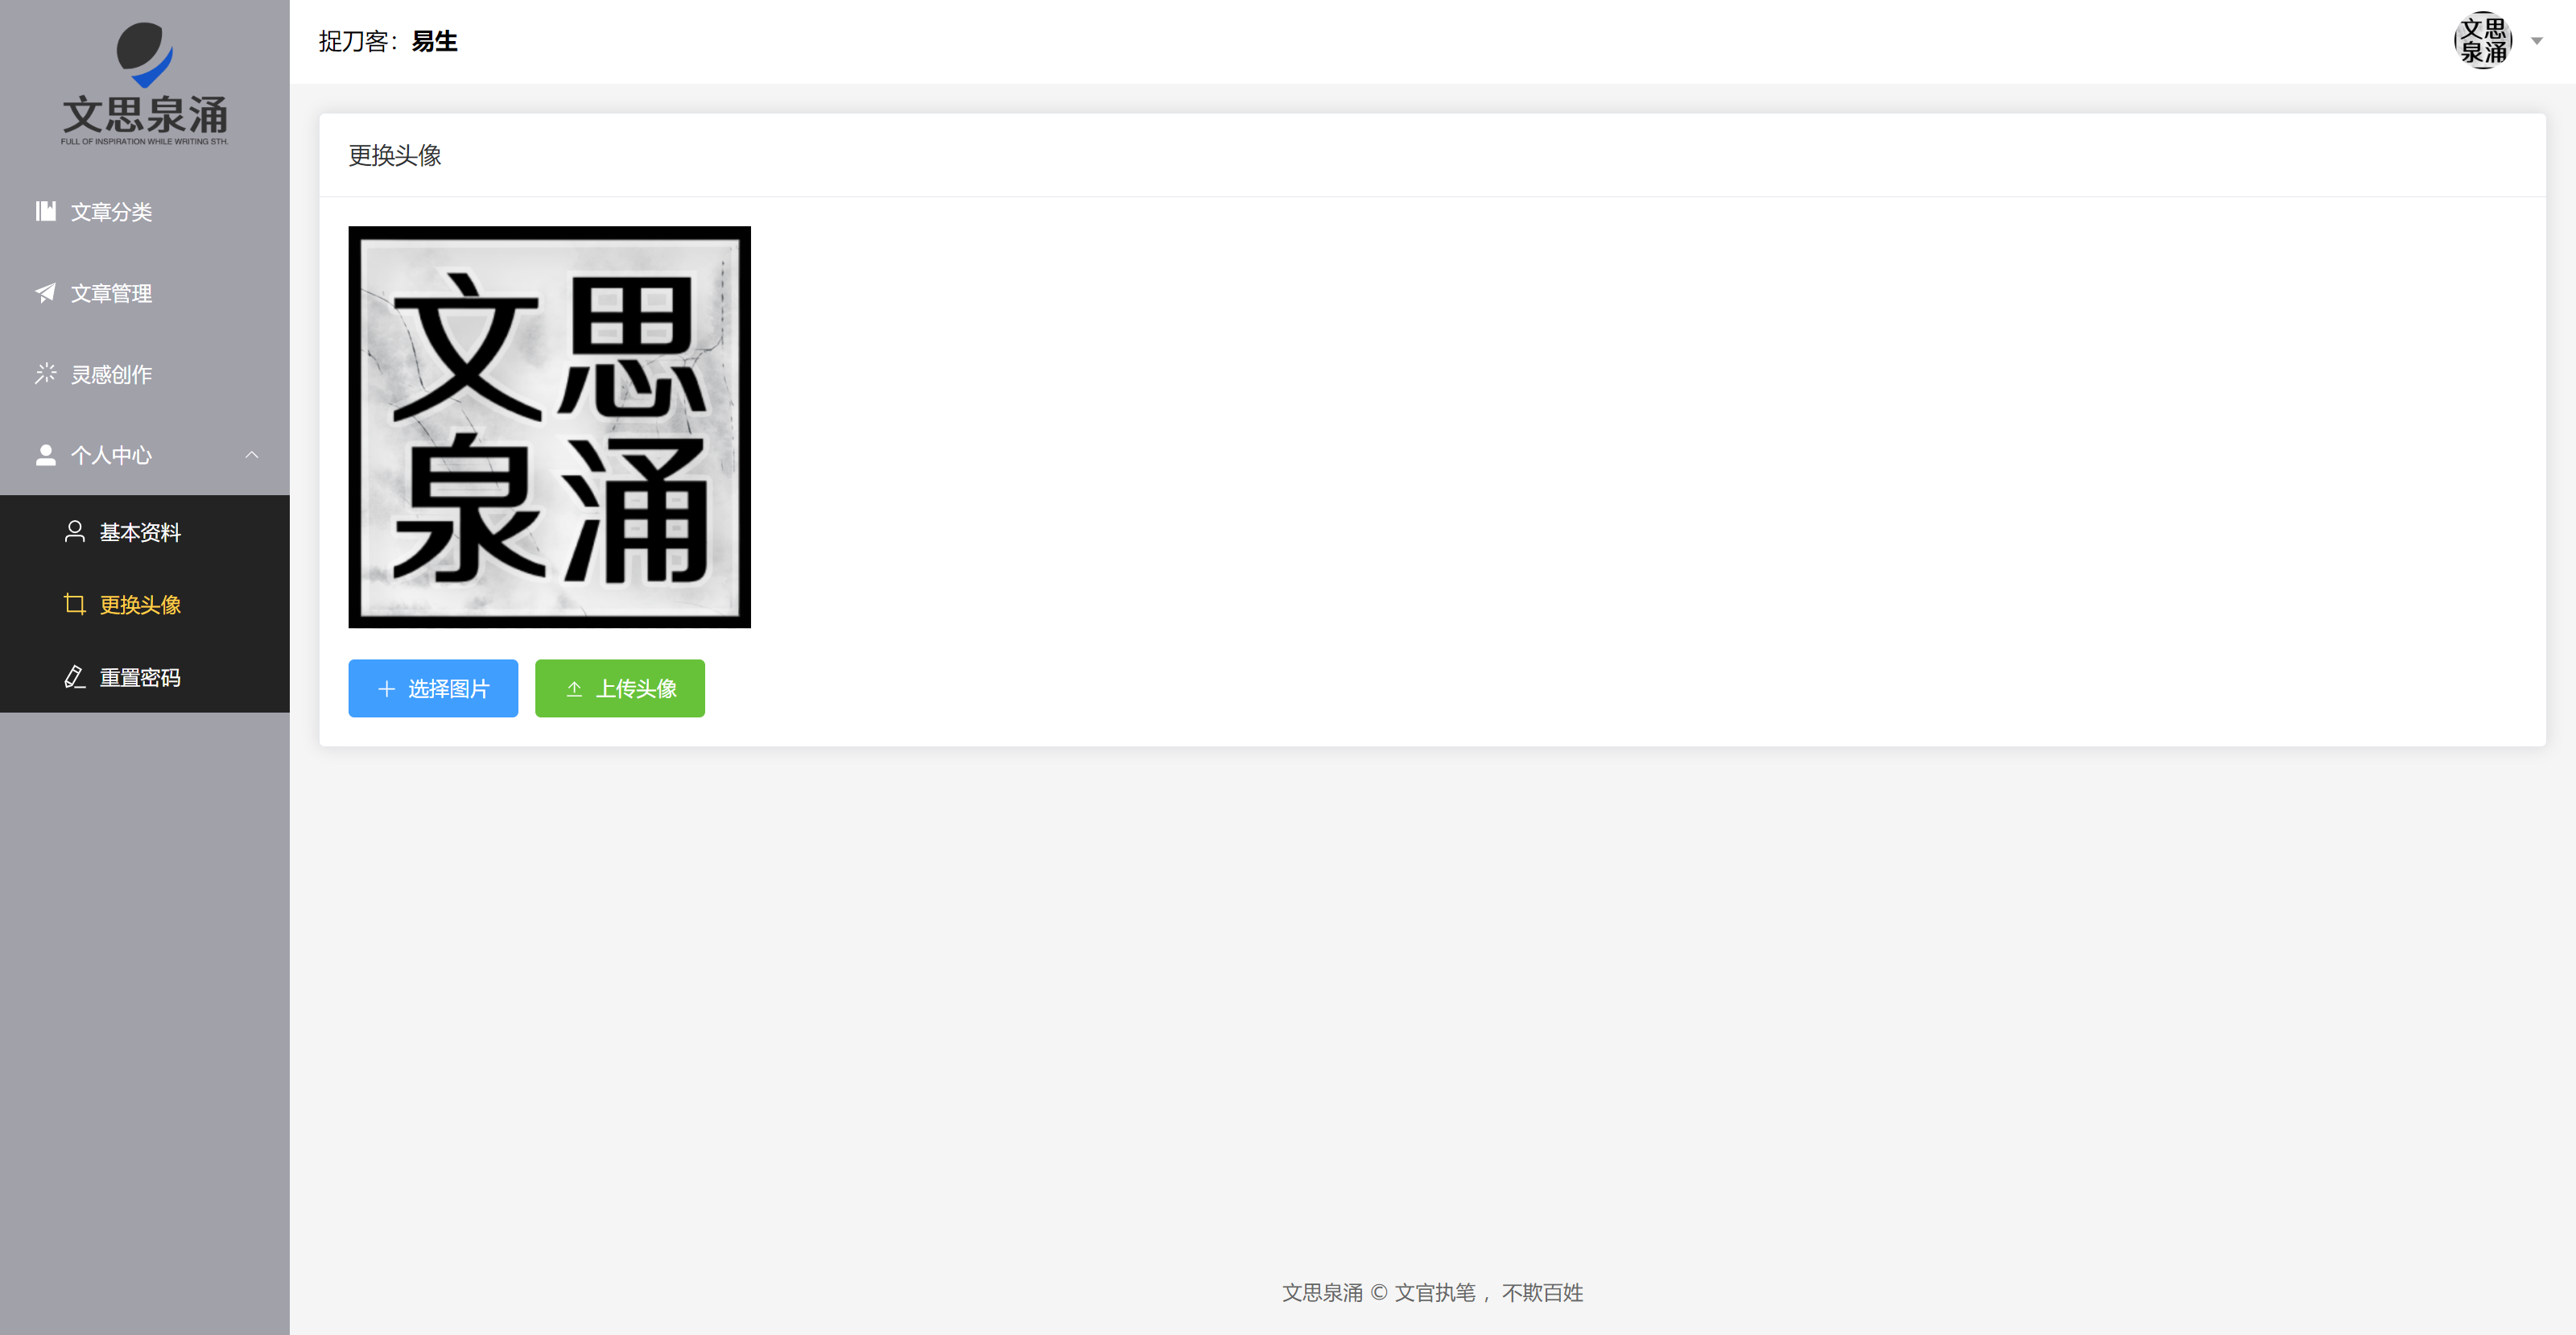 文思泉涌
FULL OF INSPIRATION WHILE WRITING STH.
文章分类
文章管理
灵感创作
个人中心
基本资料
更换头像
重置密码
捉刀客：易生
文思
泉涌
更换头像
文思
泉涌
选择图片
上传头像
文思泉涌 © 文官执笔，不欺百姓